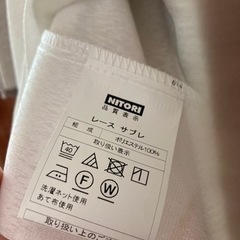 NITORI
品質表示
レース サブレ
組成 ポリエステル100%
取り扱い表示
40
F W
洗濯ネット使用
あて布使用
取り扱い上のご